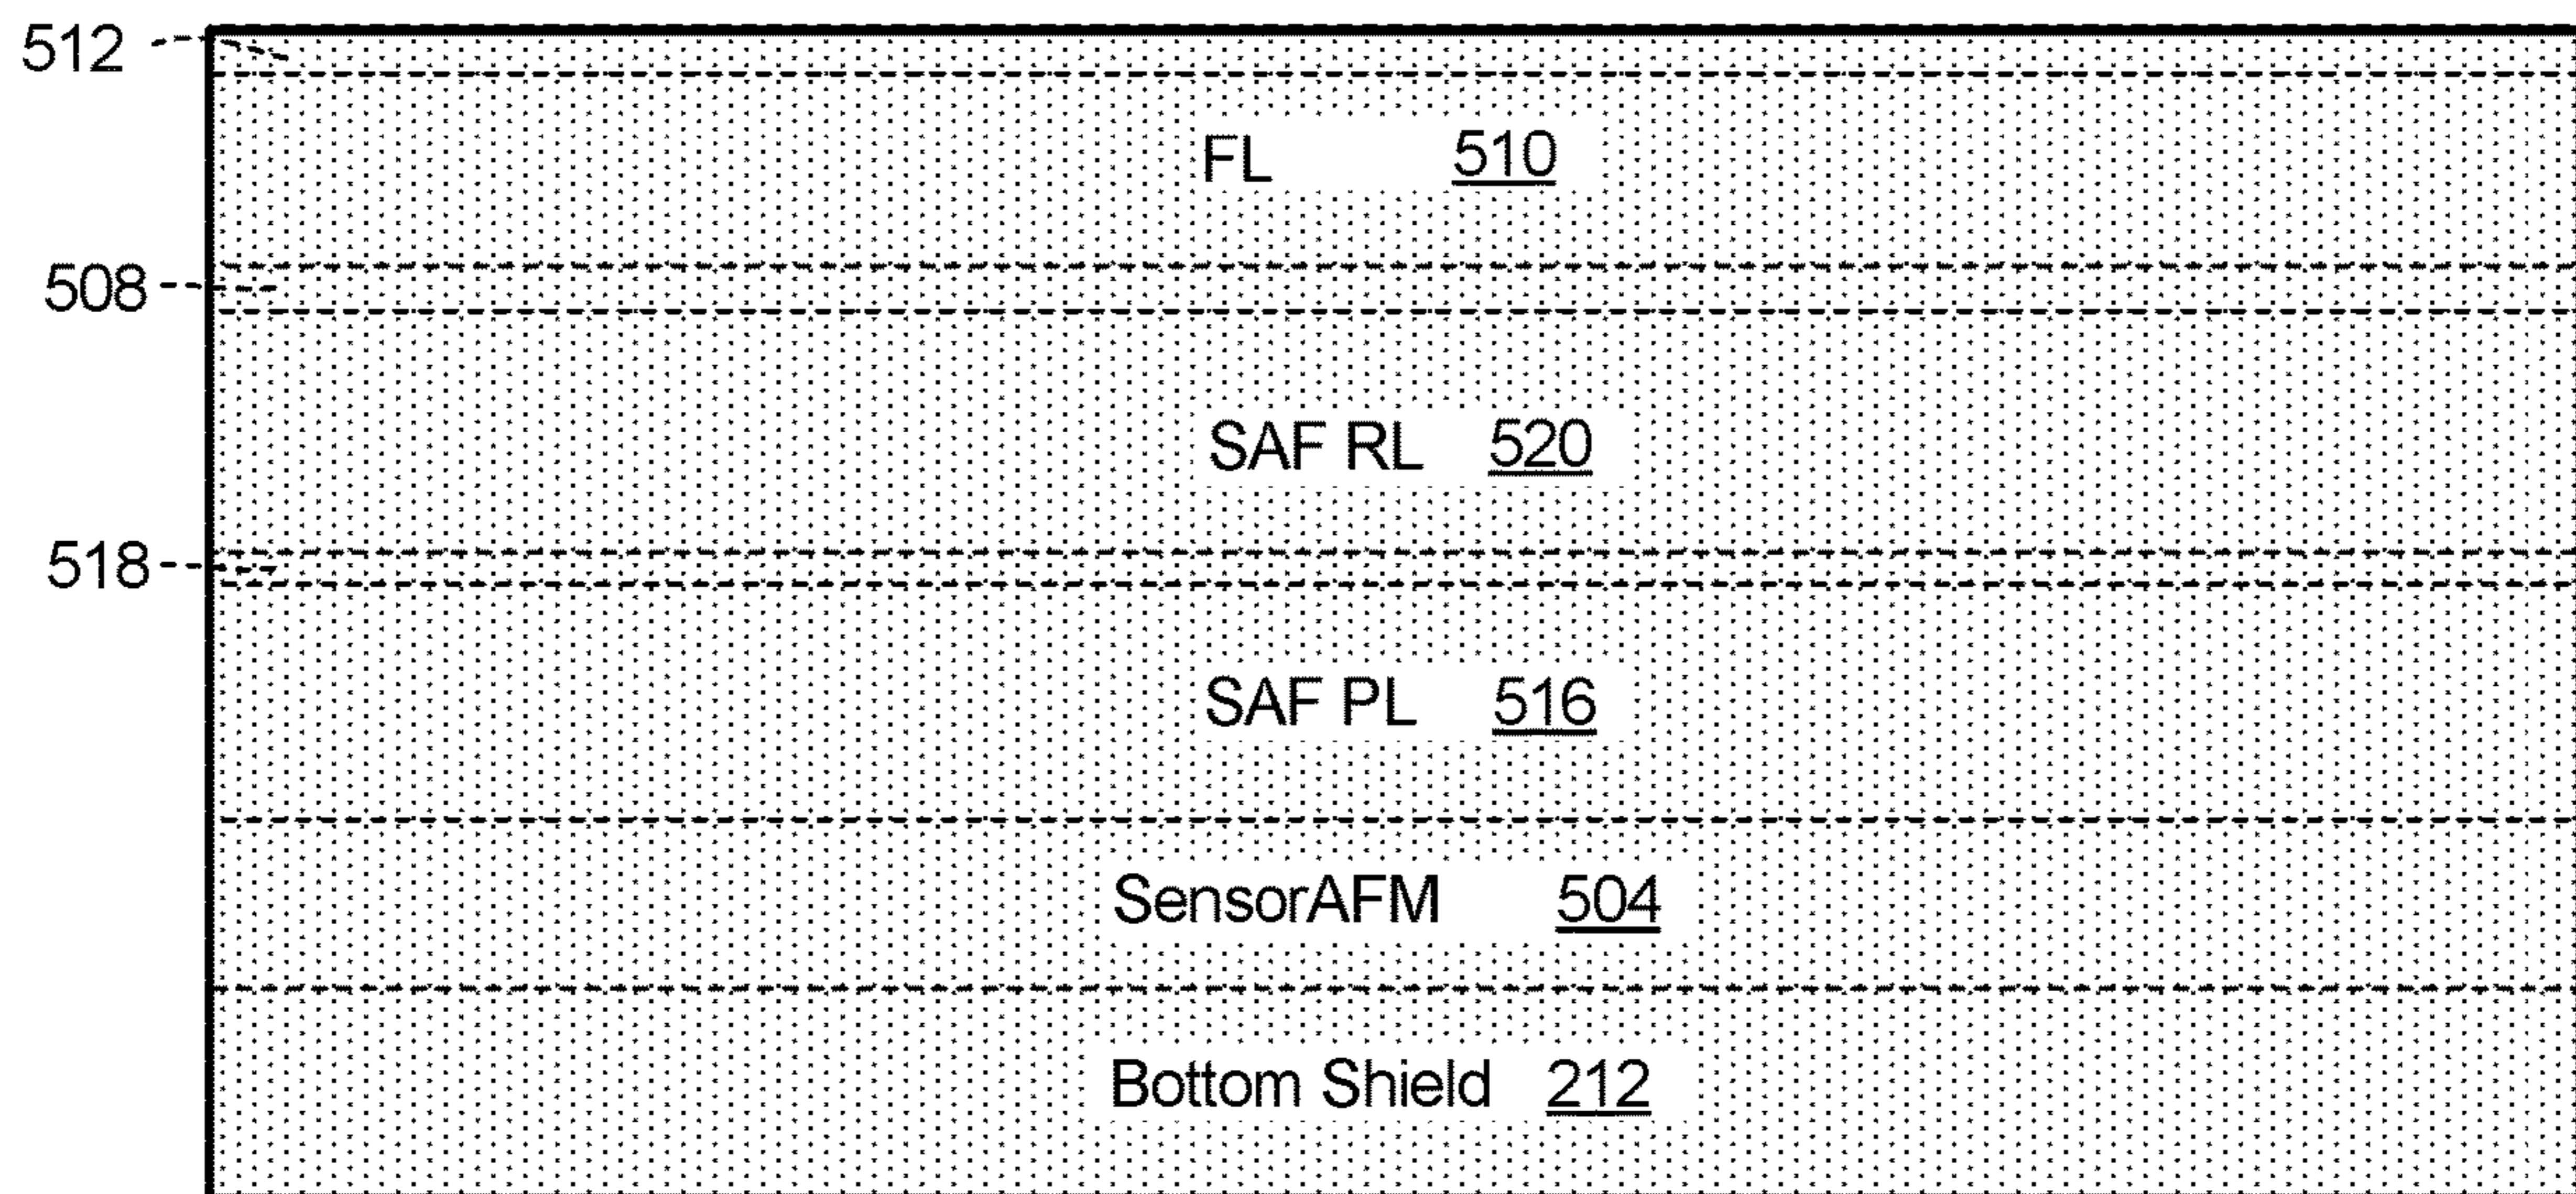 512
FL 510
508
SAF RL 520
518
SAF PL 516
SensorAFM 504
Bottom Shield 212